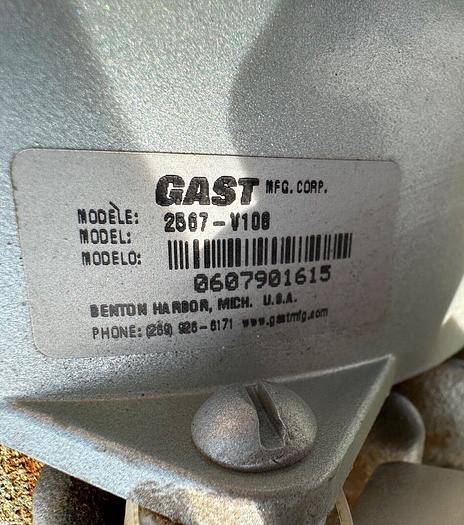 GAST MFG. CORP.
MODÈLE: 2567-V108
MODEL:
MODELO:
0607901615
BENTON HARBOR, MICH. U.S.A.
PHONE: (269) 926-6171 www.gastmfg.com